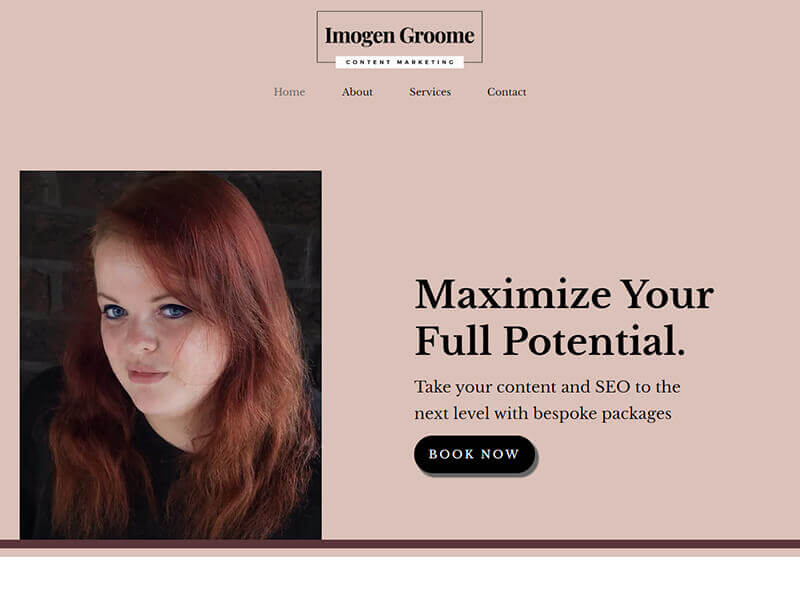 Imogen Groome
CONTENT MARKETING
Home About Services Contact
Maximize Your
Full Potential.
Take your content and SEO to the
next level with bespoke packages
BOOK NOW